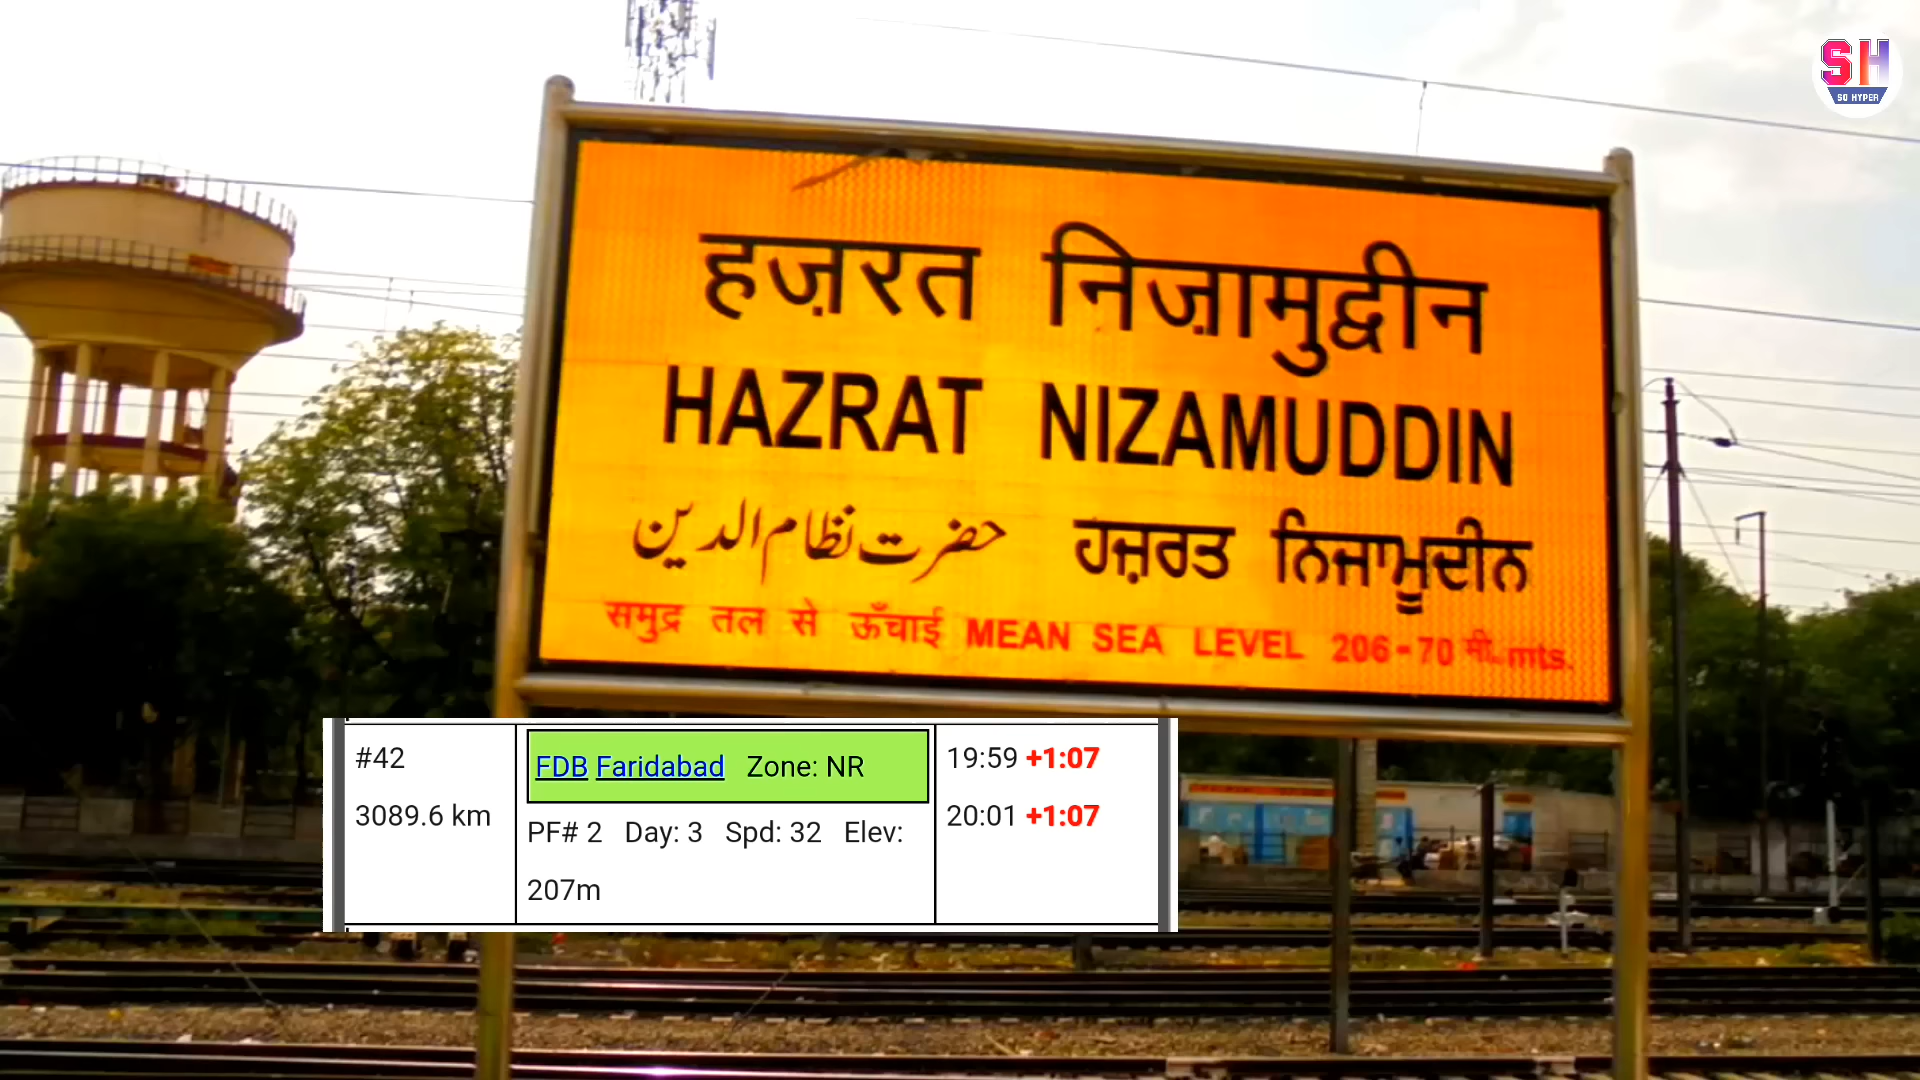 SH
SO HYPER
हज़रत निज़ामुद्दीन
HAZRAT NIZAMUDDIN
حضرت نظام الدین ਹਜ਼ਰਤ ਨਿਜਾਮੂਦੀਨ
समुद्र तल से ऊँचाई MEAN SEA LEVEL 206-70 मी. mts.
#42 FDB Faridabad Zone: NR 19:59 +1:07
3089.6 km PF# 2 Day: 3 Spd: 32 Elev: 20:01 +1:07
207m